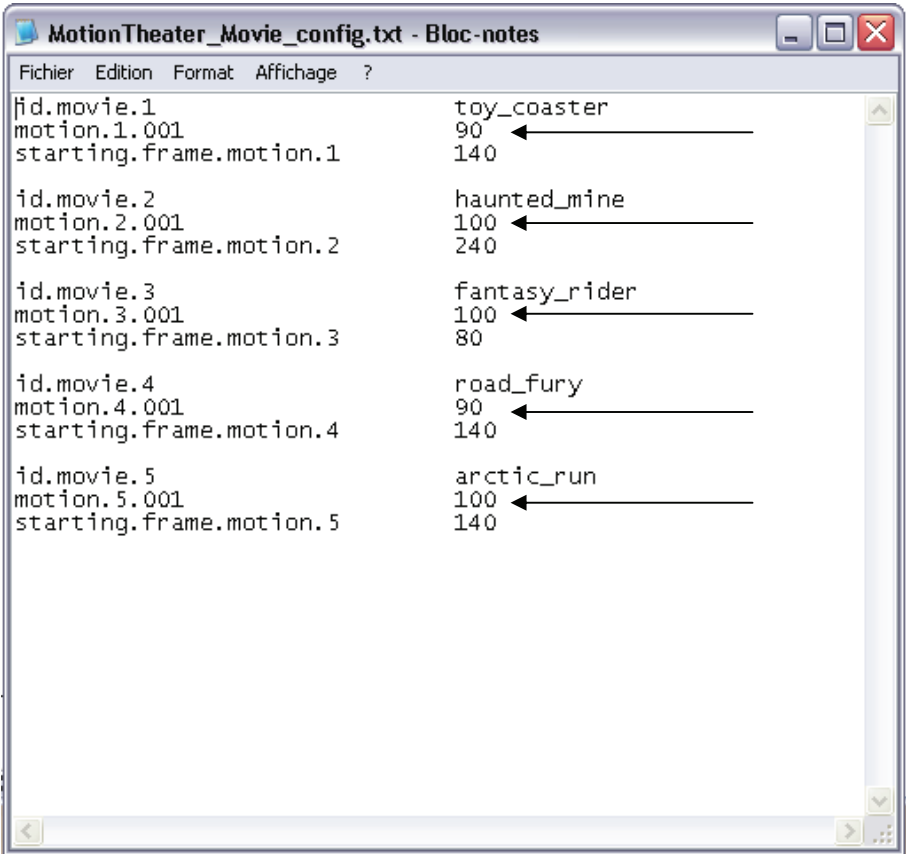 MotionTheater_Movie_config.txt - Bloc-notes
Fichier Edition Format Affichage ?
id.movie.1 toy_coaster
motion.1.001 90
starting.frame.motion.1 140
id.movie.2 haunted_mine
motion.2.001 100
starting.frame.motion.2 240
id.movie.3 fantasy_rider
motion.3.001 100
starting.frame.motion.3 80
id.movie.4 road_fury
motion.4.001 90
starting.frame.motion.4 140
id.movie.5 arctic_run
motion.5.001 100
starting.frame.motion.5 140